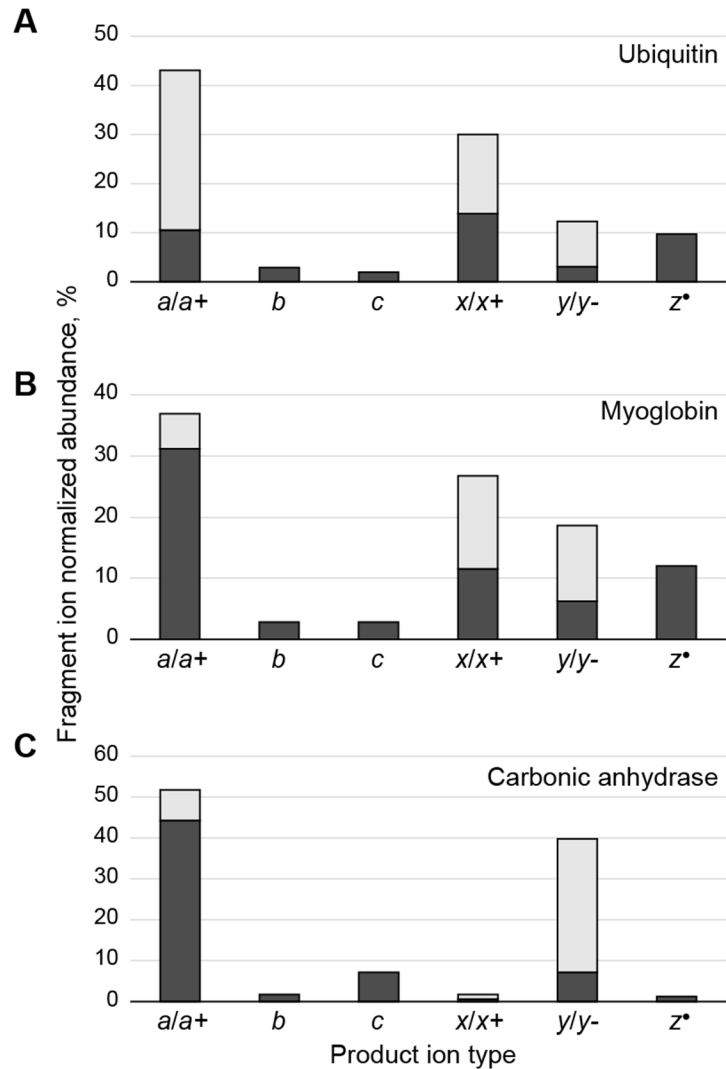 A
Ubiquitin
50
40
30
20
10
0
a/a+ b c x/x+ y/y- z•
Fragment ion normalized abundance, %
B
Myoglobin
40
30
20
10
0
a/a+ b c x/x+ y/y- z•
C
Carbonic anhydrase
60
50
40
30
20
10
0
a/a+ b c x/x+ y/y- z•
Product ion type